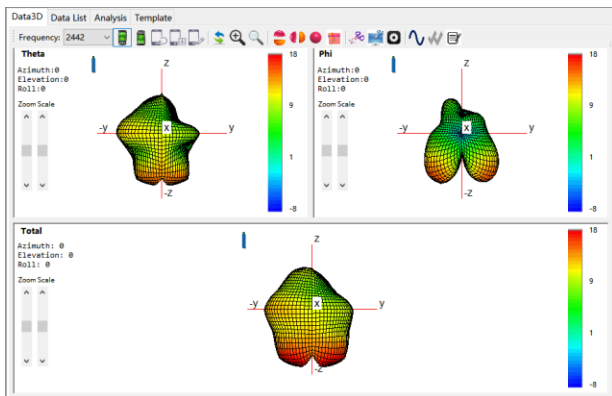 Data3D Data List Analysis Template
Frequency: 2442
Theta
Azimuth:0
Elevation:0
Roll:0
Zoom Scale
z
-y x y
-z
18
9
1
-8
Phi
Azimuth:0
Elevation:0
Roll:0
Zoom Scale
z
-y x y
-z
18
9
1
-8
Total
Azimuth: 0
Elevation: 0
Roll: 0
Zoom Scale
z
-y x y
-z
18
9
1
-8